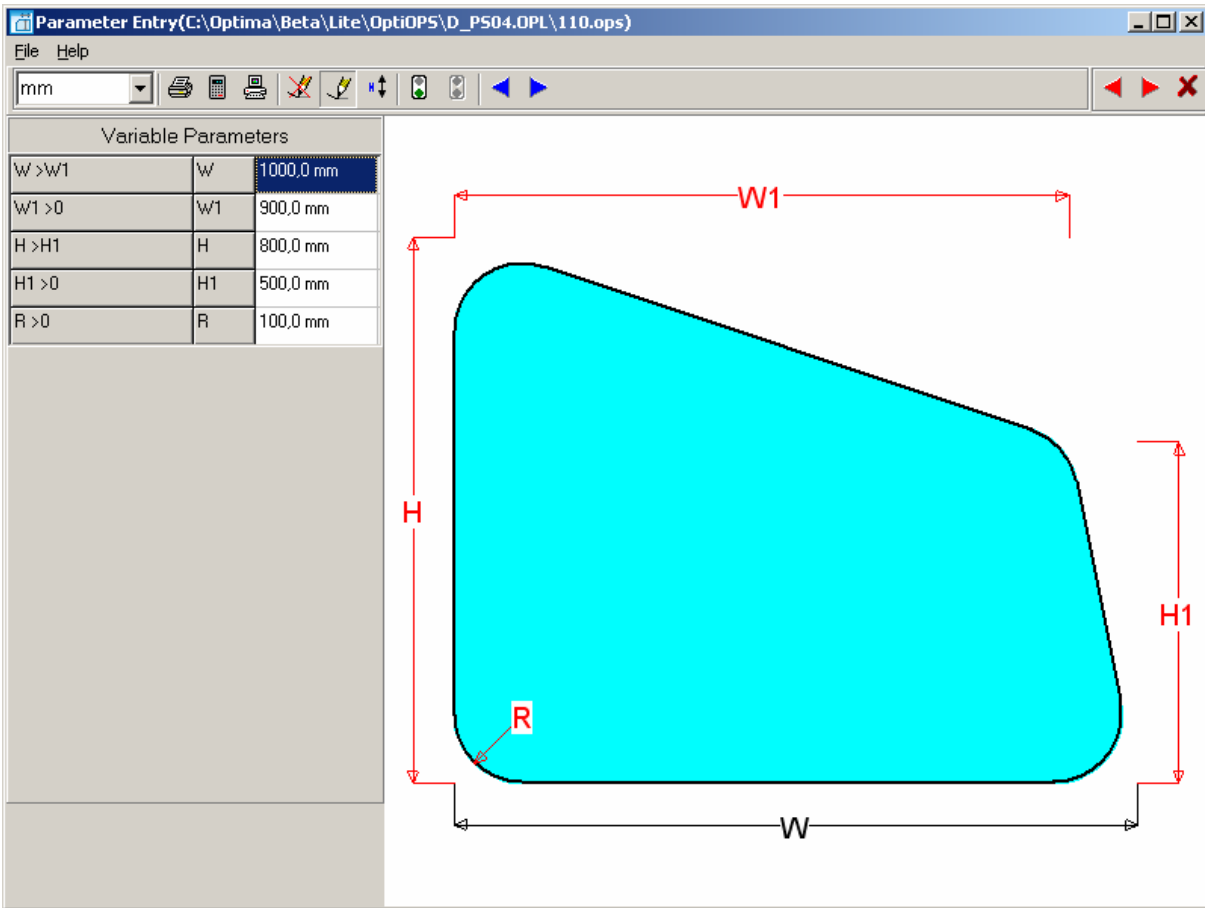 Parameter Entry(C:\Optima\Beta\Lite\OptiOPS\D_PS04.OPL\110.ops)
File Help
mm
Variable Parameters
W >W1 W 1000,0 mm
W1 >0 W1 900,0 mm
H >H1 H 800,0 mm
H1 >0 H1 500,0 mm
R >0 R 100,0 mm
W1
H
H1
R
W